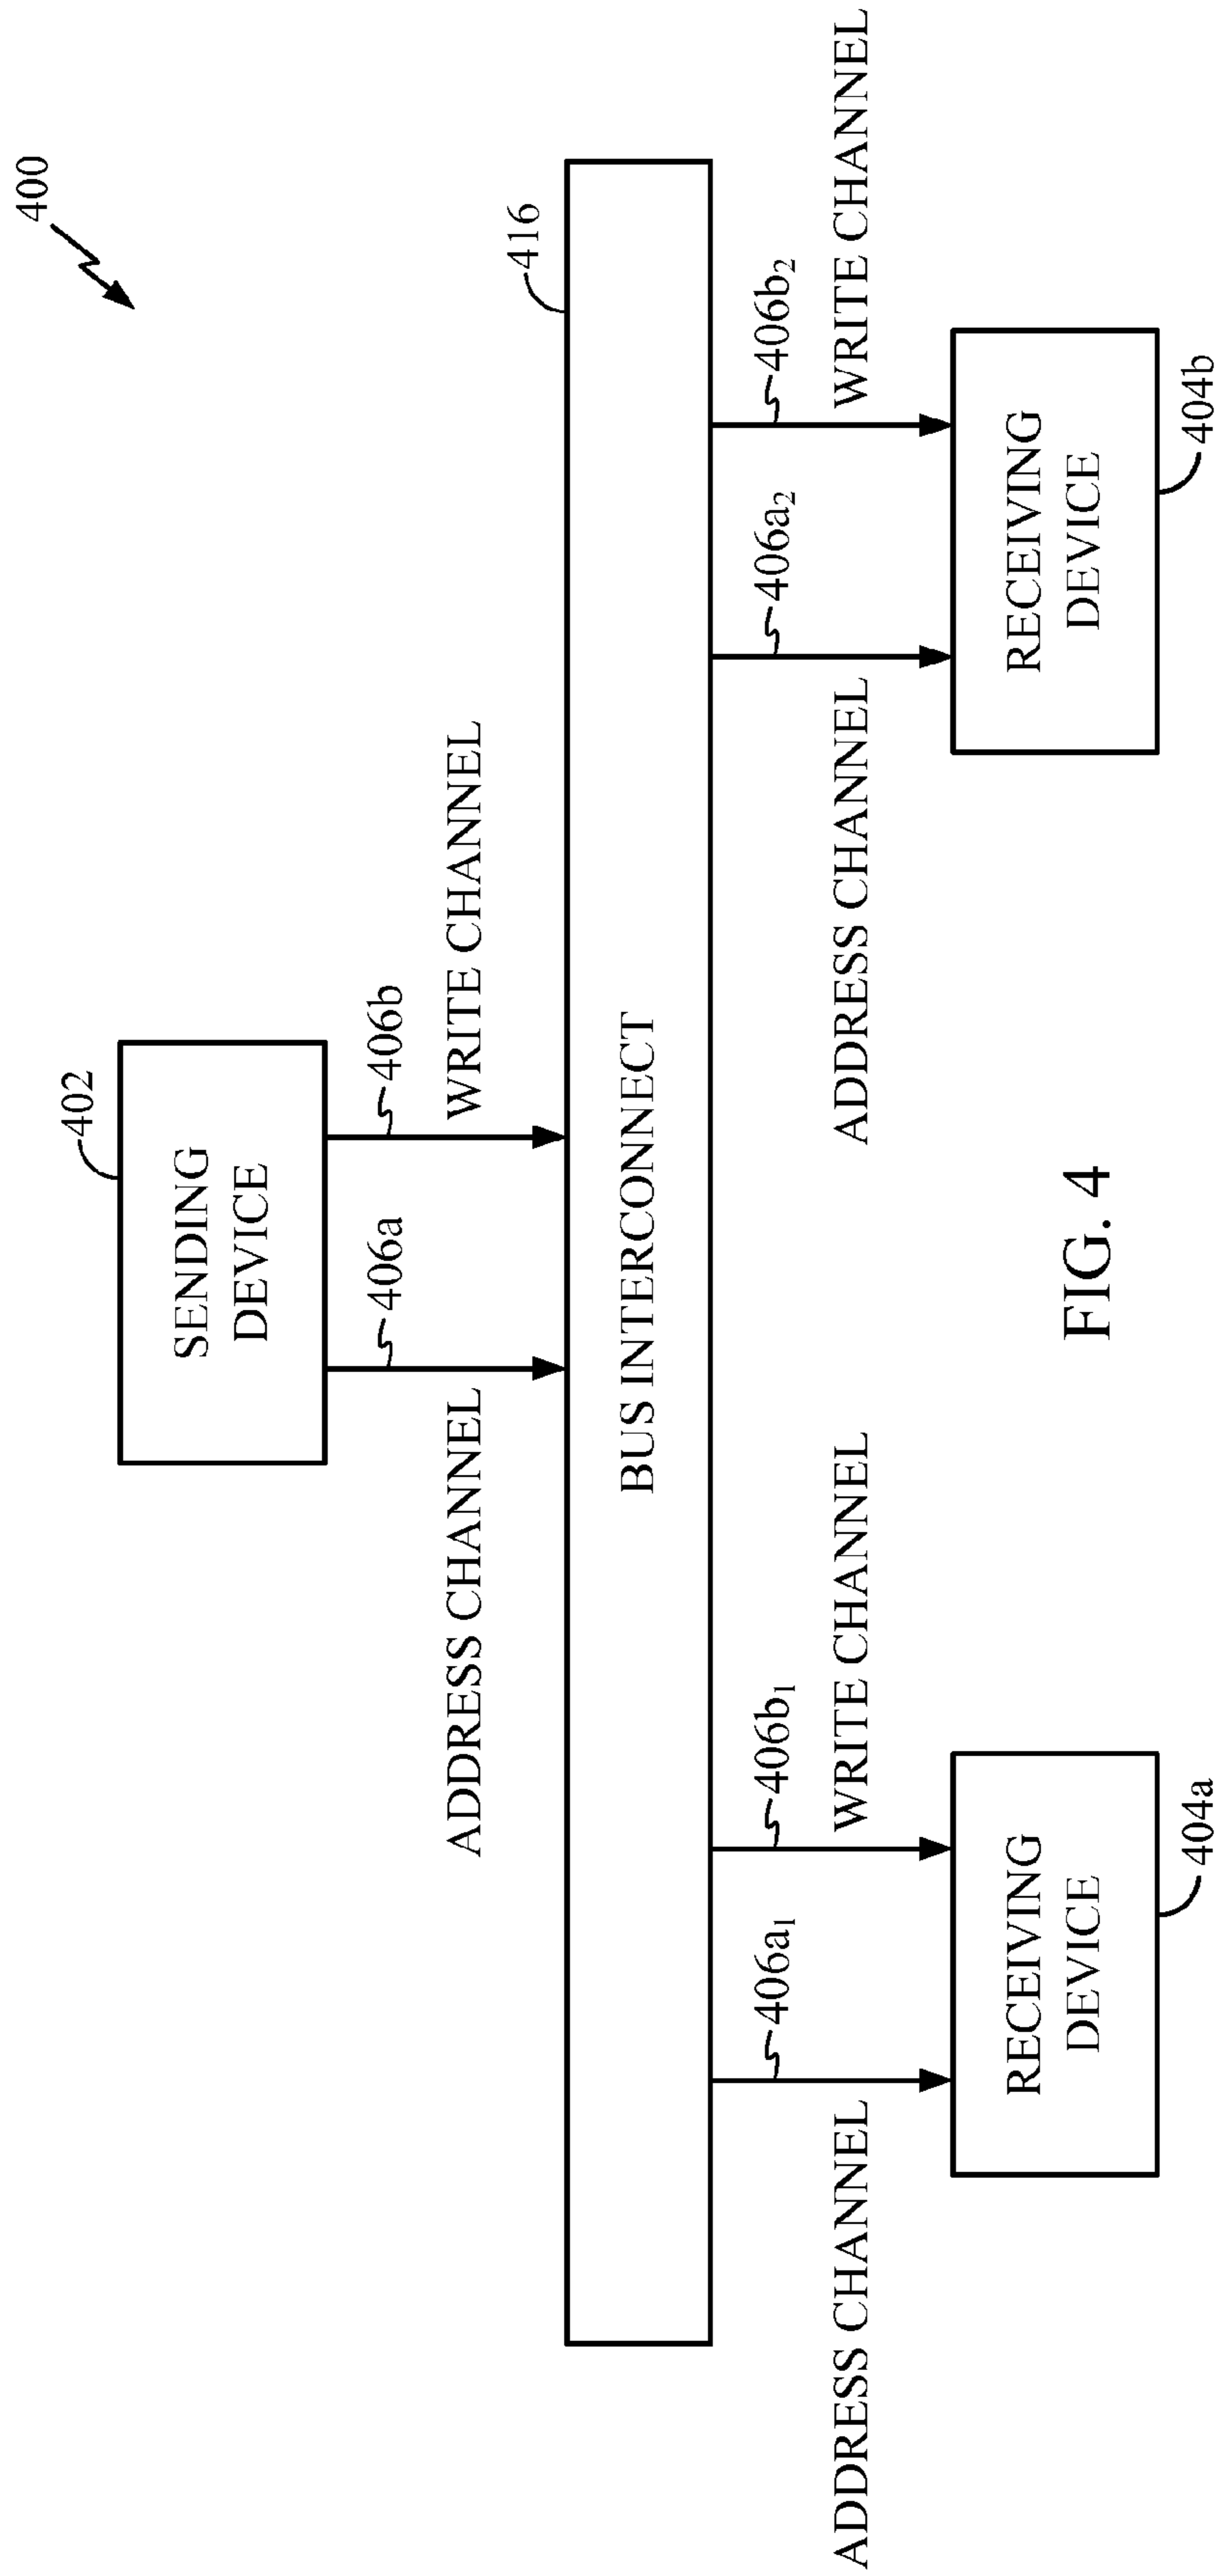 400
402
SENDING
DEVICE
406a
406b
ADDRESS CHANNEL
WRITE CHANNEL
416
BUS INTERCONNECT
406a₁
406b₁
406a₂
406b₂
ADDRESS CHANNEL
WRITE CHANNEL
ADDRESS CHANNEL
WRITE CHANNEL
RECEIVING
DEVICE
RECEIVING
DEVICE
404a
404b
FIG. 4